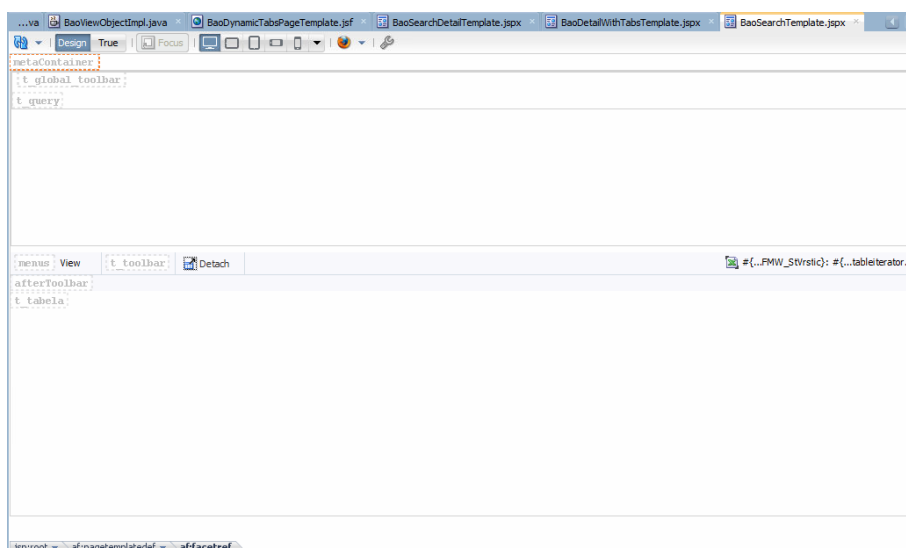 ...va BaoViewObjectImpl.java BaoDynamicTabsPageTemplate.jsf BaoSearchDetailTemplate.jspx BaoDetailWithTabsTemplate.jspx BaoSearchTemplate.jspx
Design True Focus
metaContainer
t_global_toolbar
t_query
menus View t_toolbar Detach #{...FMW_StVrstic}: #{...tableiterator.
afterToolbar
t_tabela
jsp:root af:pagetemplatedef af:facetref